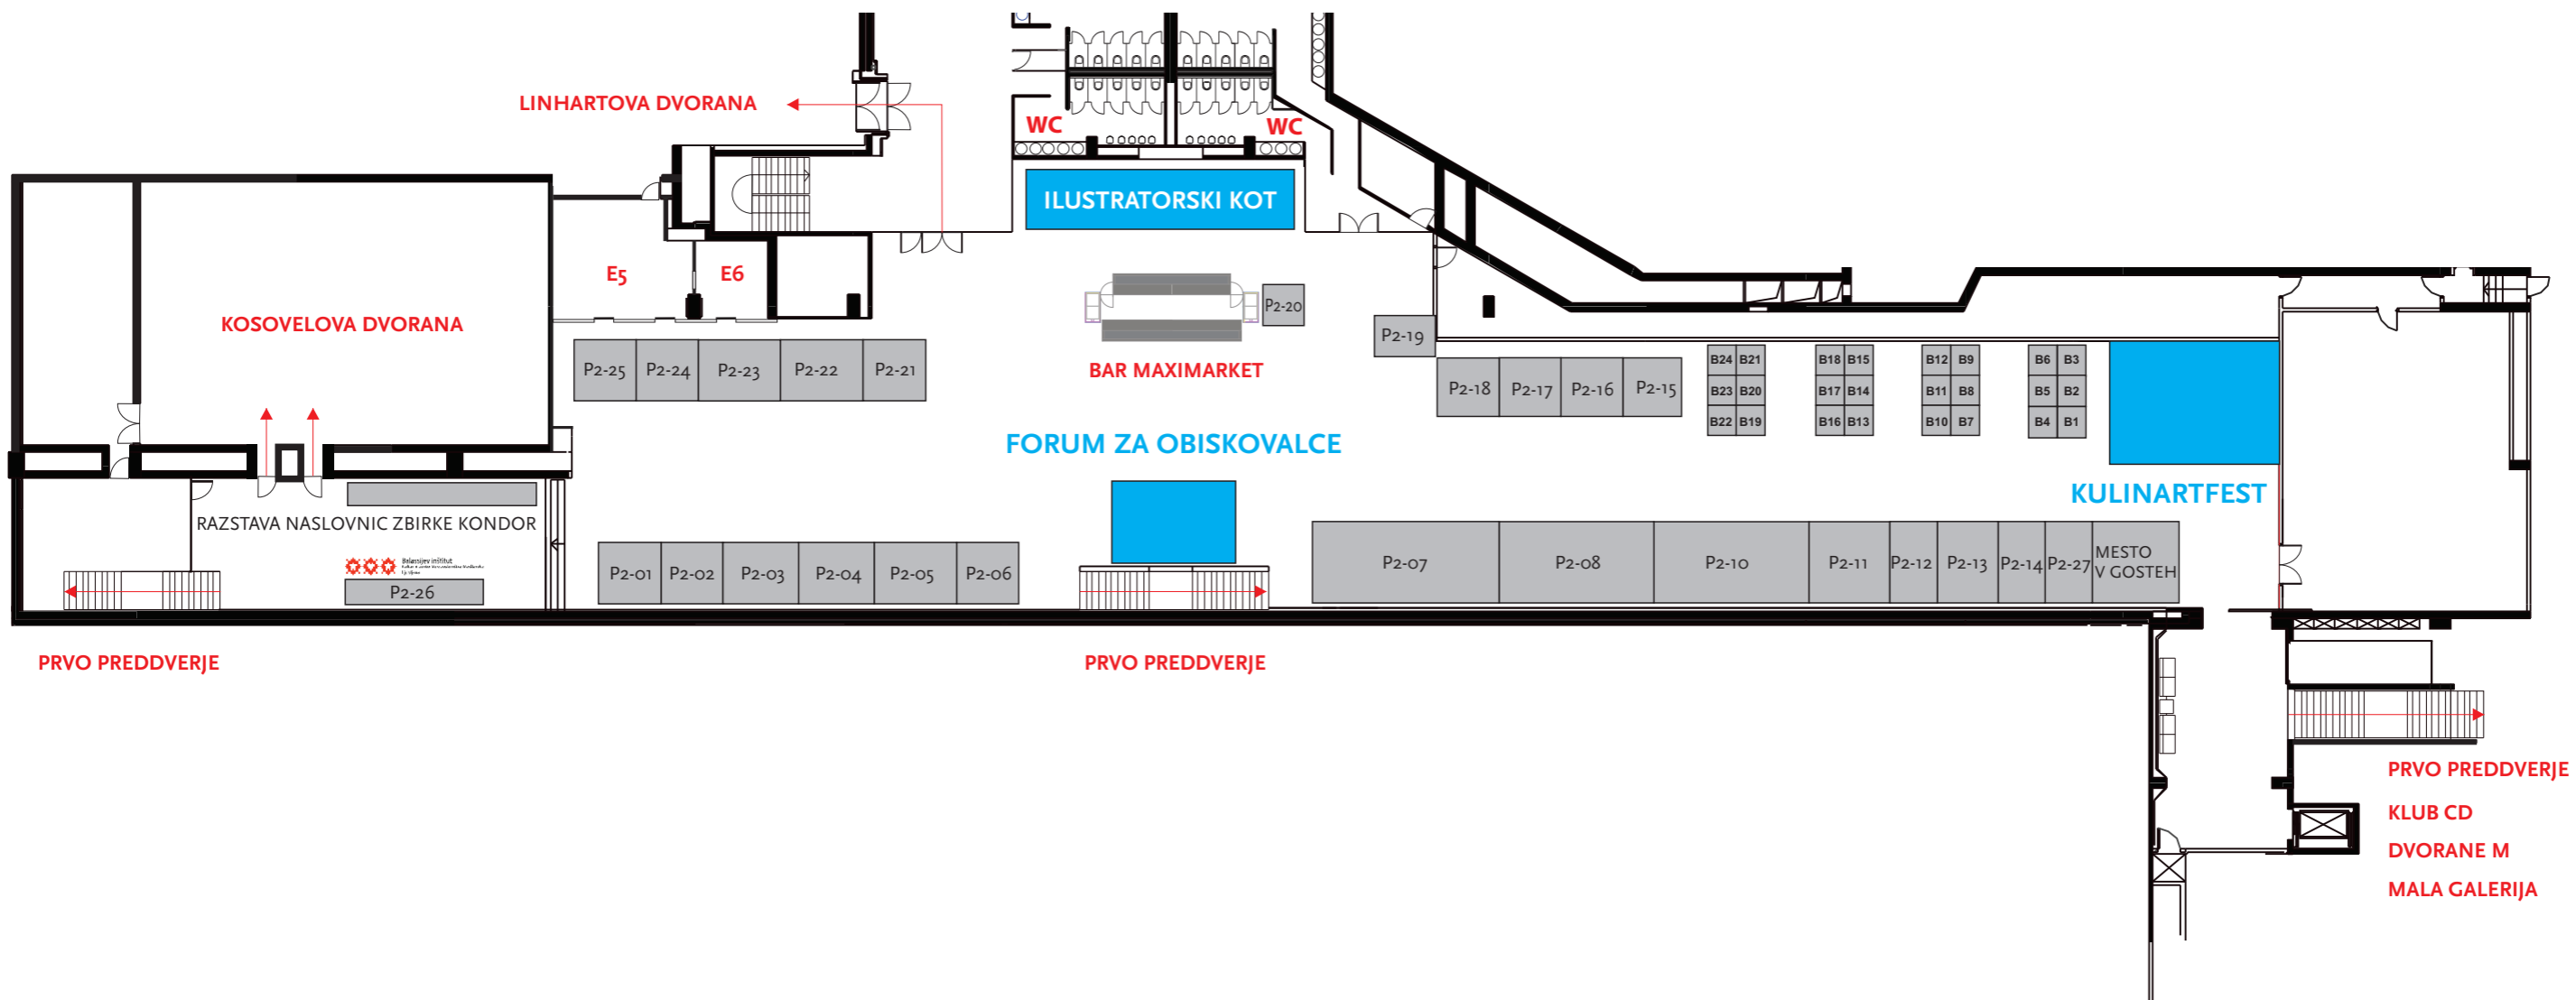 LINHARTOVA DVORANA
WC
WC
ILUSTRATORSKI KOT
E5
E6
KOSOVELOVA DVORANA
P2-20
P2-19
BAR MAXIMARKET
P2-25
P2-24
P2-23
P2-22
P2-21
P2-18
P2-17
P2-16
P2-15
B24 B21
B23 B20
B22 B19
B18 B15
B17 B14
B16 B13
B12 B9
B11 B8
B10 B7
B6 B3
B5 B2
B4 B1
FORUM ZA OBISKOVALCE
KULINARTFEST
RAZSTAVA NASLOVNIC ZBIRKE KONDOR
Balassijev inštitut
P2-26
P2-01
P2-02
P2-03
P2-04
P2-05
P2-06
P2-07
P2-08
P2-10
P2-11
P2-12
P2-13
P2-14
P2-27
MESTO
V GOSTEH
PRVO PREDDVERJE
PRVO PREDDVERJE
PRVO PREDDVERJE
KLUB CD
DVORANE M
MALA GALERIJA